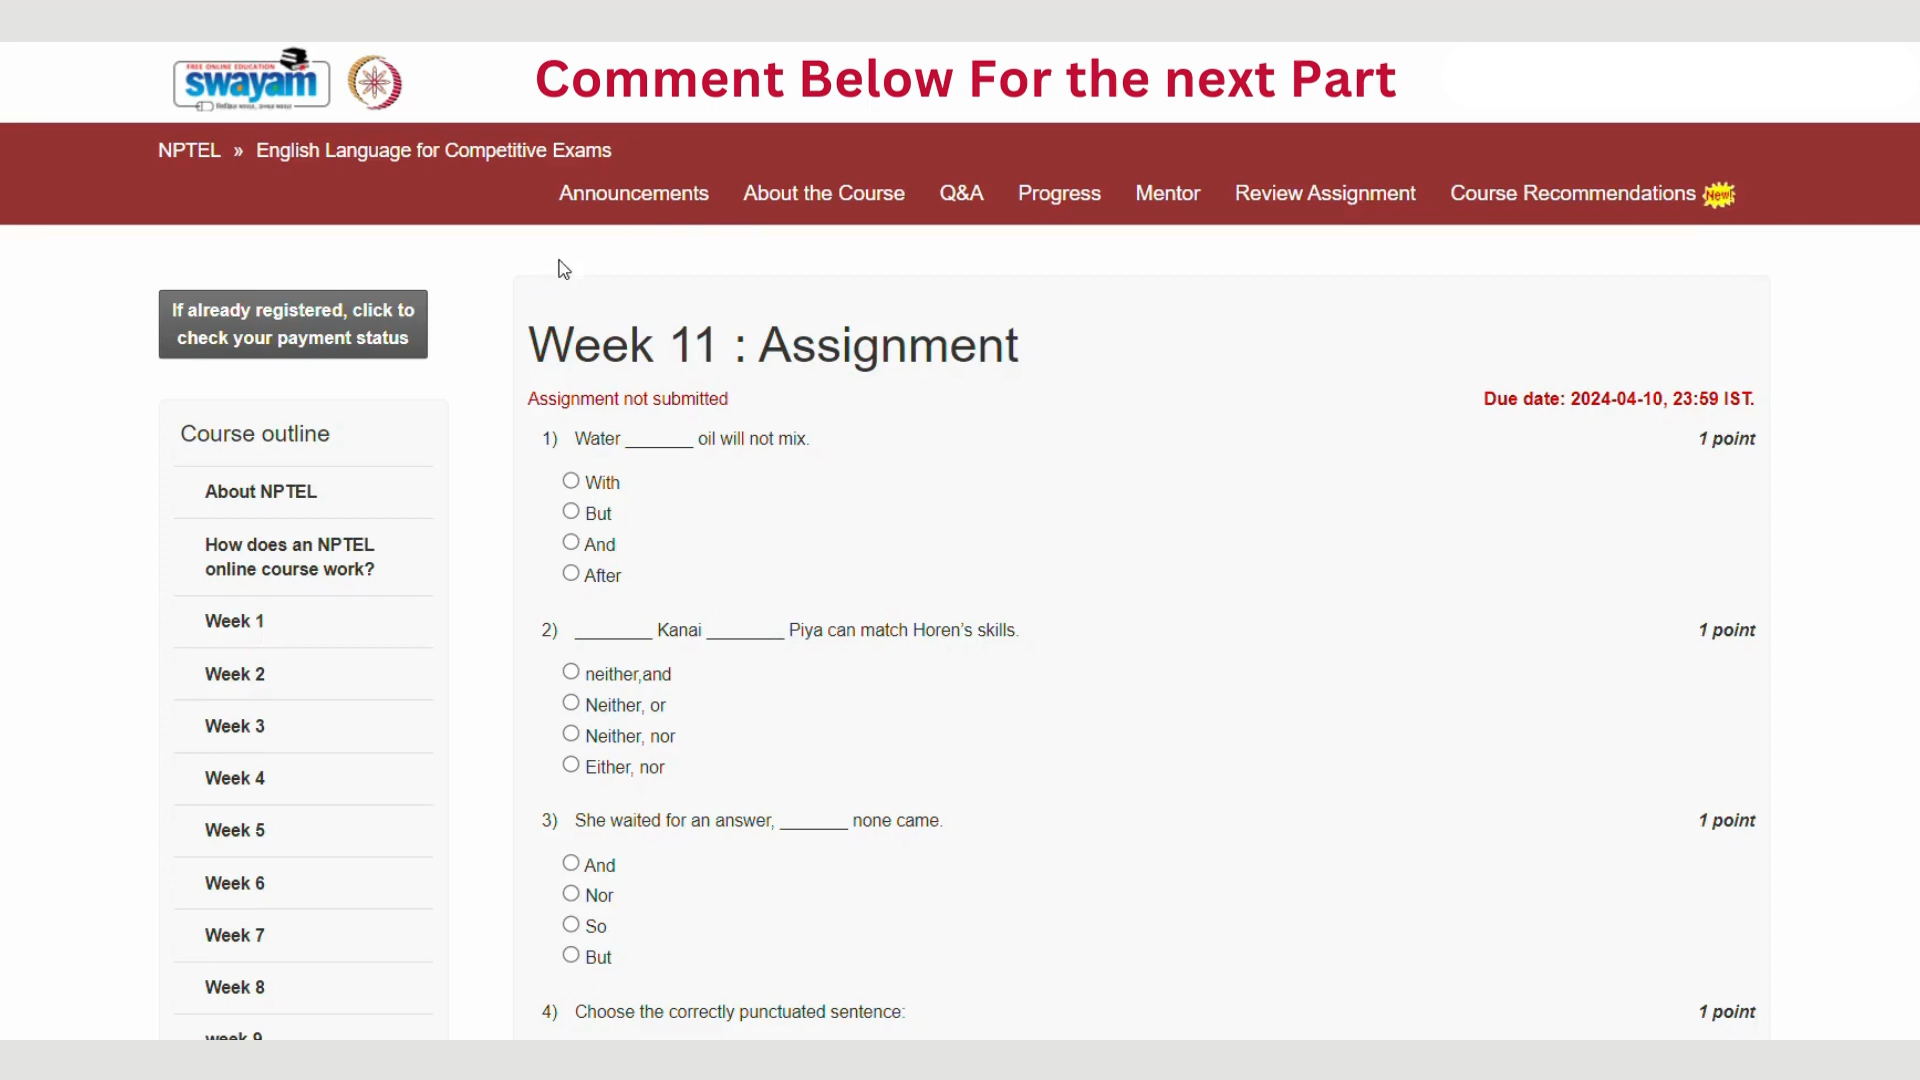 FREE ONLINE EDUCATION
swayam
Comment Below For the next Part
NPTEL » English Language for Competitive Exams
Announcements About the Course Q&A Progress Mentor Review Assignment Course Recommendations New!
If already registered, click to
check your payment status
Course outline
About NPTEL
How does an NPTEL
online course work?
Week 1
Week 2
Week 3
Week 4
Week 5
Week 6
Week 7
Week 8
week 9
Week 11 : Assignment
Assignment not submitted Due date: 2024-04-10, 23:59 IST.
1) Water _______ oil will not mix. 1 point
With
But
And
After
2) ________ Kanai ________ Piya can match Horen’s skills. 1 point
neither,and
Neither, or
Neither, nor
Either, nor
3) She waited for an answer, _______ none came. 1 point
And
Nor
So
But
4) Choose the correctly punctuated sentence: 1 point